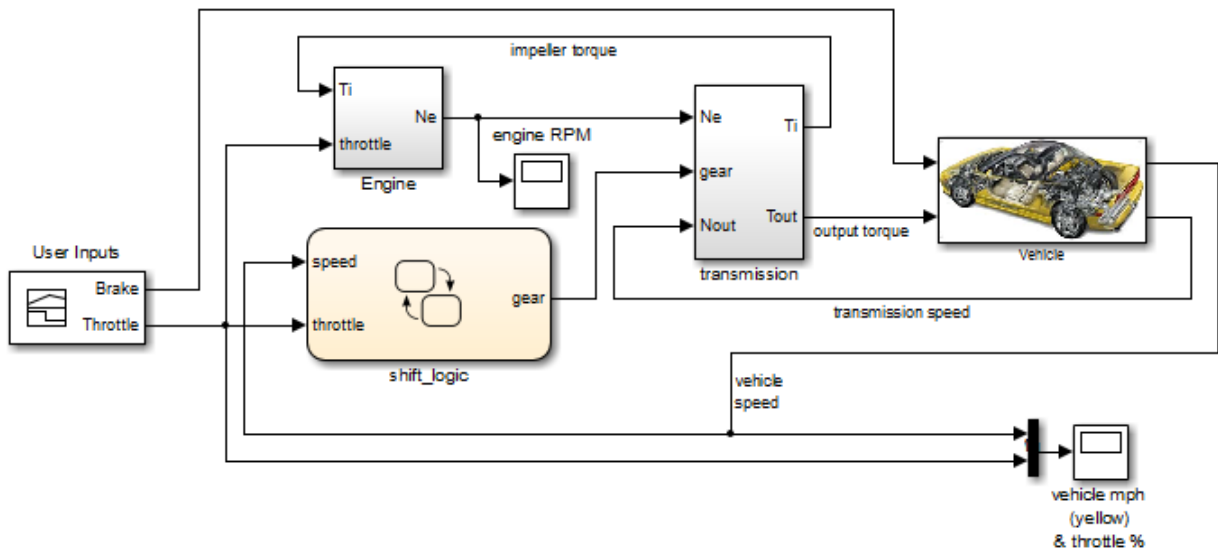 impeller torque
Ti
Ne
throttle
Engine
engine RPM
Ne
Ti
gear
Nout
Tout
transmission
output torque
Vehicle
transmission speed
User Inputs
Brake
Throttle
speed
gear
throttle
shift_logic
vehicle
speed
vehicle mph
(yellow)
& throttle %